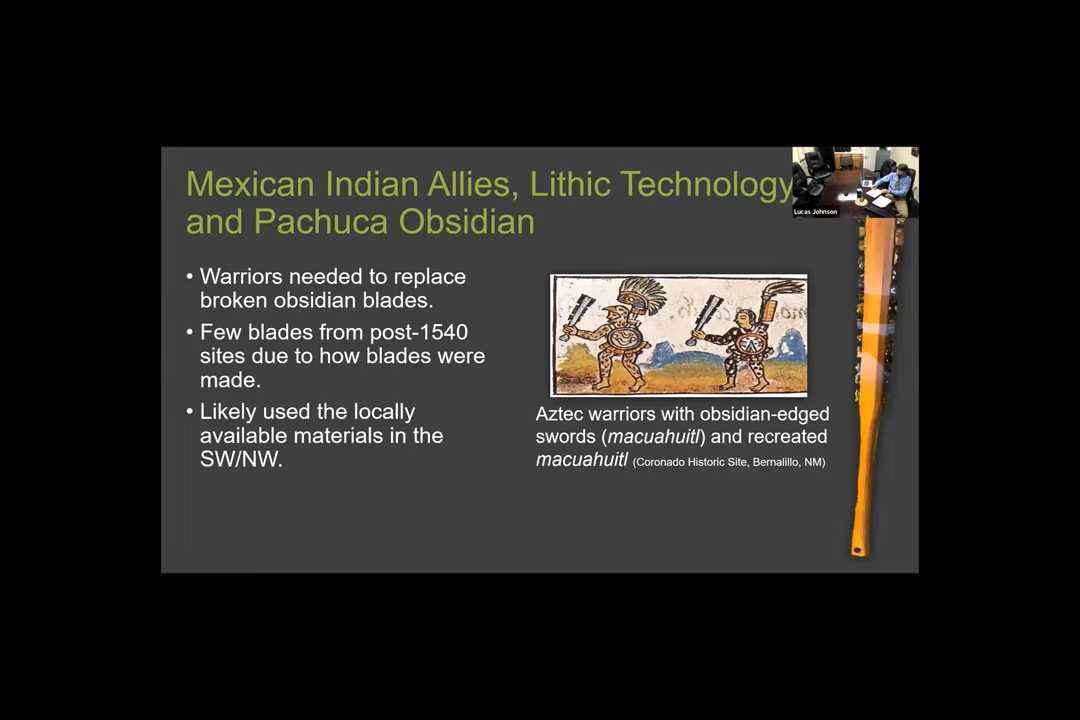 Mexican Indian Allies, Lithic Technology
and Pachuca Obsidian
Lucas Johnson
• Warriors needed to replace
broken obsidian blades.
• Few blades from post-1540
sites due to how blades were
made.
• Likely used the locally
available materials in the
SW/NW.
Aztec warriors with obsidian-edged
swords (macuahuitl) and recreated
macuahuitl (Coronado Historic Site, Bernalillo, NM)